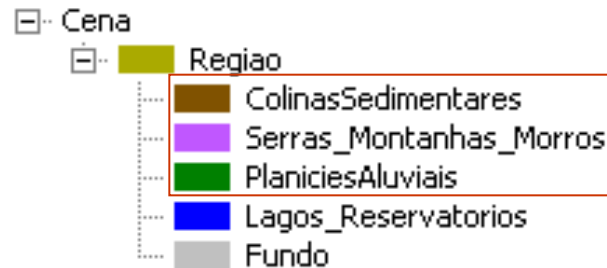 Cena
Regiao
ColinasSedimentares
Serras_Montanhas_Morros
PlaniciesAluviais
Lagos_Reservatorios
Fundo